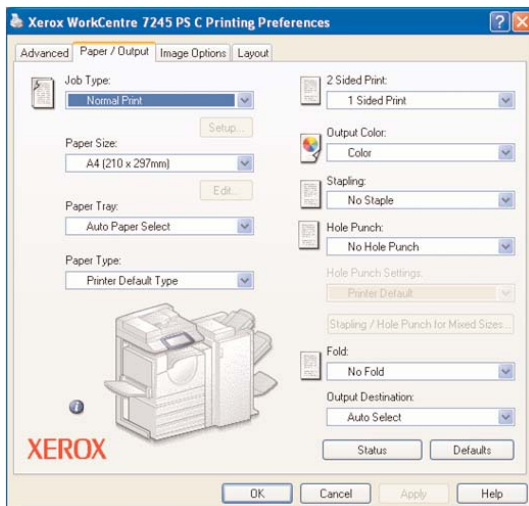 Xerox WorkCentre 7245 PS C Printing Preferences
Advanced
Paper / Output
Image Options
Layout
Job Type:
Normal Print
Setup...
Paper Size:
A4 (210 x 297mm)
Edit...
Paper Tray:
Auto Paper Select
Paper Type:
Printer Default Type
XEROX
2 Sided Print:
1 Sided Print
Output Color:
Color
Stapling:
No Staple
Hole Punch:
No Hole Punch
Hole Punch Settings:
Printer Default
Stapling / Hole Punch for Mixed Sizes...
Fold:
No Fold
Output Destination:
Auto Select
Status
Defaults
OK
Cancel
Apply
Help